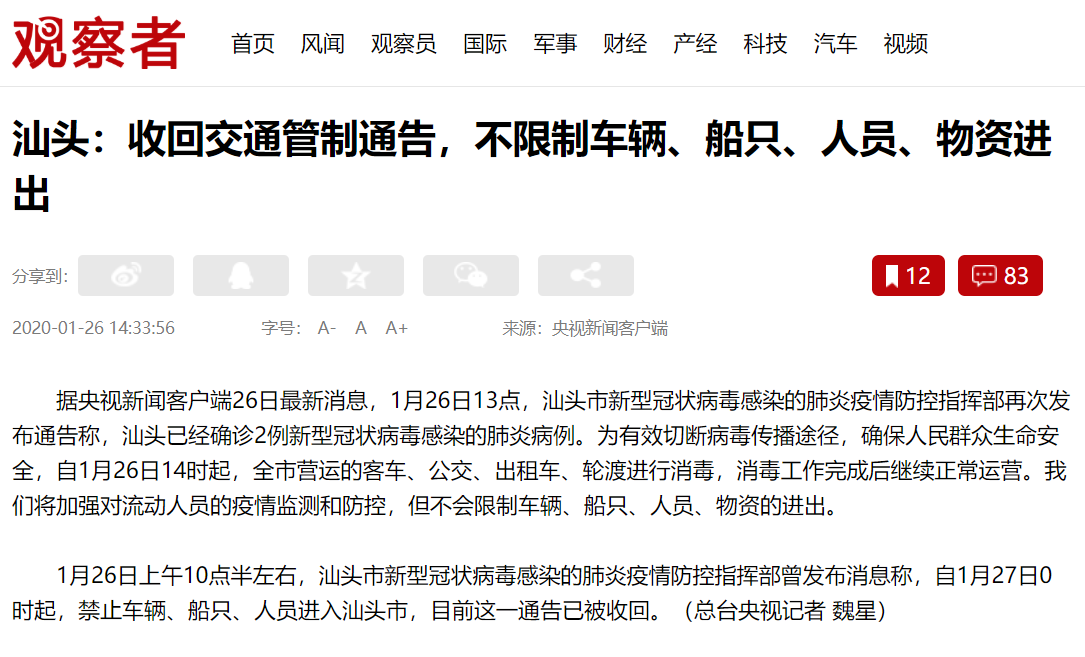 观察者 首页 风闻 观察员 国际 军事 财经 产经 科技 汽车 视频
汕头：收回交通管制通告，不限制车辆、船只、人员、物资进
出
分享到: 12 83
2020-01-26 14:33:56 字号： A- A A+ 来源：央视新闻客户端
据央视新闻客户端26日最新消息，1月26日13点，汕头市新型冠状病毒感染的肺炎疫情防控指挥部再次发
布通告称，汕头已经确诊2例新型冠状病毒感染的肺炎病例。为有效切断病毒传播途径，确保人民群众生命安
全，自1月26日14时起，全市营运的客车、公交、出租车、轮渡进行消毒，消毒工作完成后继续正常运营。我
们将加强对流动人员的疫情监测和防控，但不会限制车辆、船只、人员、物资的进出。
1月26日上午10点半左右，汕头市新型冠状病毒感染的肺炎疫情防控指挥部曾发布消息称，自1月27日0
时起，禁止车辆、船只、人员进入汕头市，目前这一通告已被收回。（总台央视记者 魏星）